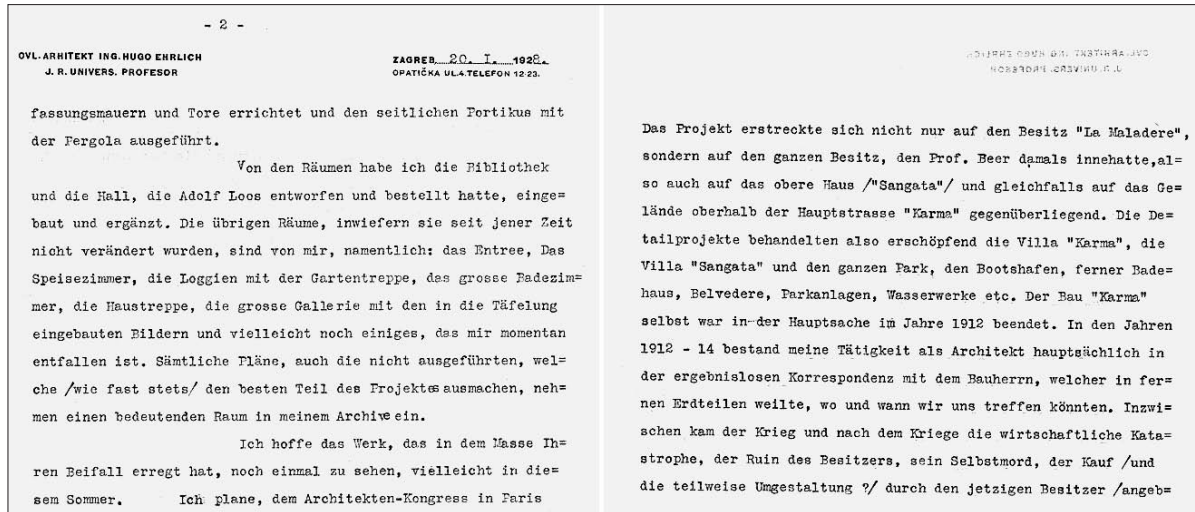 - 2 -
OVL. ARHITEKT ING. HUGO EHRLICH
J. R. UNIVERS. PROFESOR
ZAGREB, 20. I. 1928.
OPATIČKA UL.4. TELEFON 12-23.
fassungsmauern und Tore errichtet und den seitlichen Portikus mit
der Pergola ausgeführt.
Von den Räumen habe ich die Bibliothek
und die Hall, die Adolf Loos entworfen und bestellt hatte, einge=
baut und ergänzt. Die übrigen Räume, inwiefern sie seit jener Zeit
nicht verändert wurden, sind von mir, namentlich: das Entree, Das
Speisezimmer, die Loggien mit der Gartentreppe, das grosse Badezim=
mer, die Haustreppe, die grosse Gallerie mit den in die Täfelung
eingebauten Bildern und vielleicht noch einiges, das mir momentan
entfallen ist. Sämtliche Pläne, auch die nicht ausgeführten, wel=
che /wie fast stets/ den besten Teil des Projektes ausmachen, neh=
men einen bedeutenden Raum in meinem Archive ein.
Ich hoffe das Werk, das in dem Masse Ih=
ren Beifall erregt hat, noch einmal zu sehen, vielleicht in die=
sem Sommer. Ich plane, dem Architekten-Kongress in Paris
OVL. ARHITEKT ING. HUGO EHRLICH
J. R. UNIVERS. PROFESOR
Das Projekt erstreckte sich nicht nur auf den Besitz "La Maladère",
sondern auf den ganzen Besitz, den Prof. Beer damals innehatte,al=
so auch auf das obere Haus /"Sangata"/ und gleichfalls auf das Ge=
lände oberhalb der Hauptstrasse "Karma" gegenüberliegend. Die De=
tailprojekte behandelten also erschöpfend die Villa "Karma", die
Villa "Sangata" und den ganzen Park, den Bootshafen, ferner Bade=
haus, Belvedere, Parkanlagen, Wasserwerke etc. Der Bau "Karma"
selbst war in der Hauptsache im Jahre 1912 beendet. In den Jahren
1912 - 14 bestand meine Tätigkeit als Architekt hauptsächlich in
der ergebnislosen Korrespondenz mit dem Bauherrn, welcher in fer=
nen Erdteilen weilte, wo und wann wir uns treffen könnten. Inzwi=
schen kam der Krieg und nach dem Kriege die wirtschaftliche Kata=
strophe, der Ruin des Besitzers, sein Selbstmord, der Kauf /und
die teilweise Umgestaltung ?/ durch den jetzigen Besitzer /angeb=